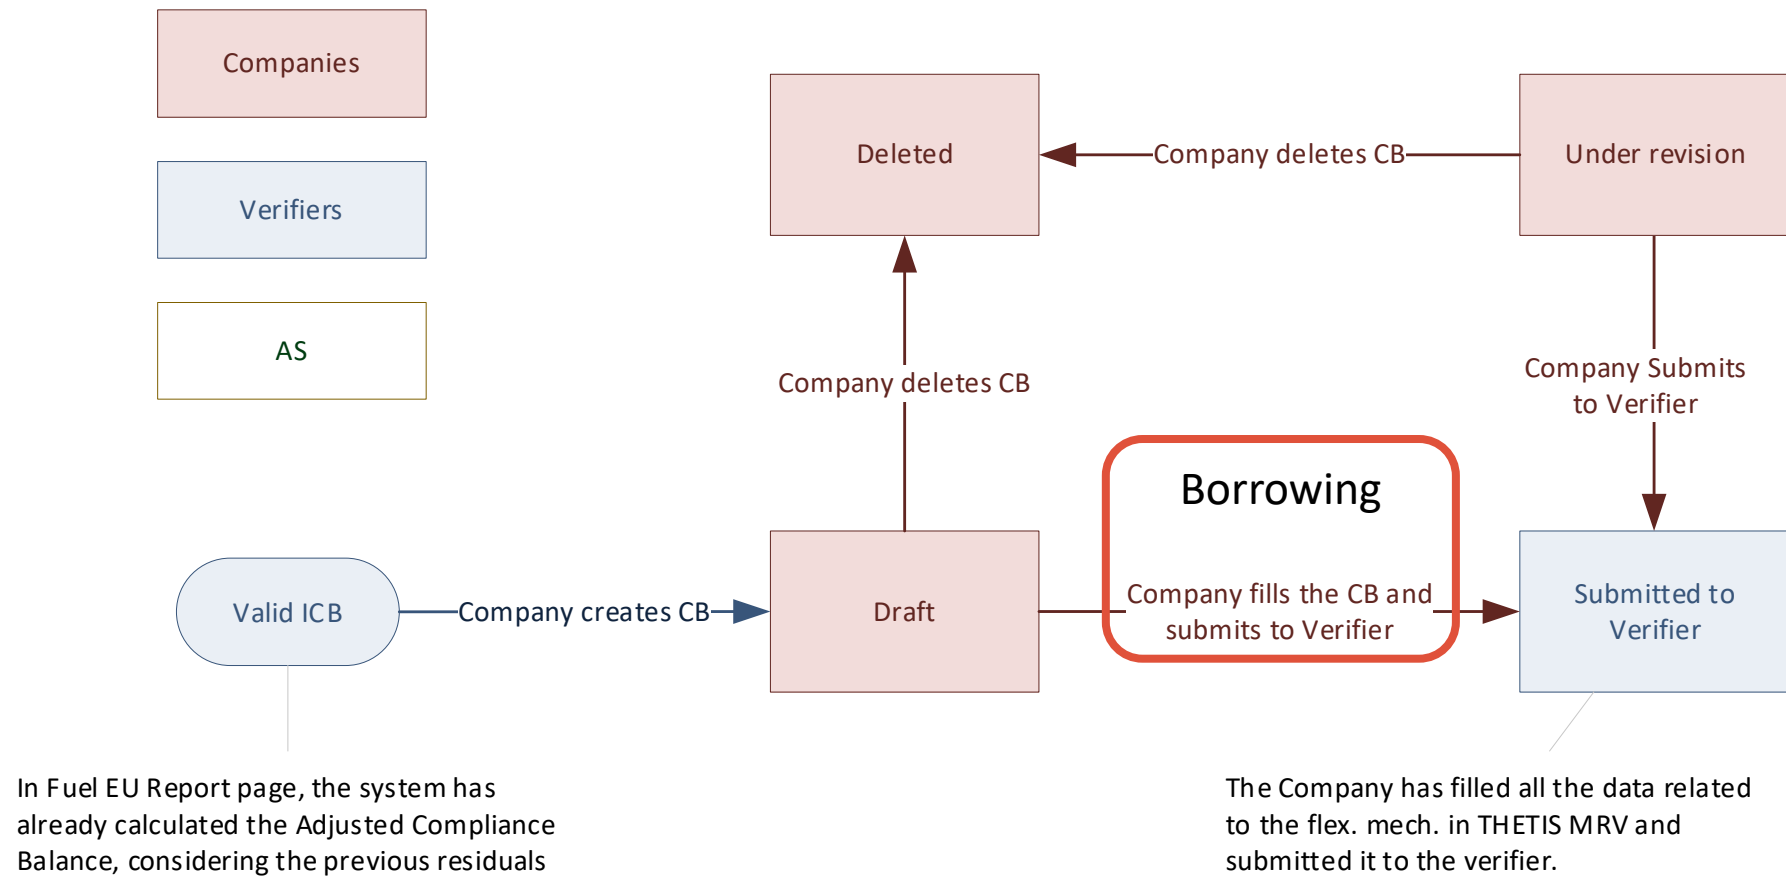 Companies
Verifiers
AS
Deleted
Company deletes CB
Under revision
Company deletes CB
Company Submits
to Verifier
Borrowing
Valid ICB
Company creates CB
Draft
Company fills the CB and
submits to Verifier
Submitted to
Verifier
In Fuel EU Report page, the system has
already calculated the Adjusted Compliance
Balance, considering the previous residuals
The Company has filled all the data related
to the flex. mech. in THETIS MRV and
submitted it to the verifier.